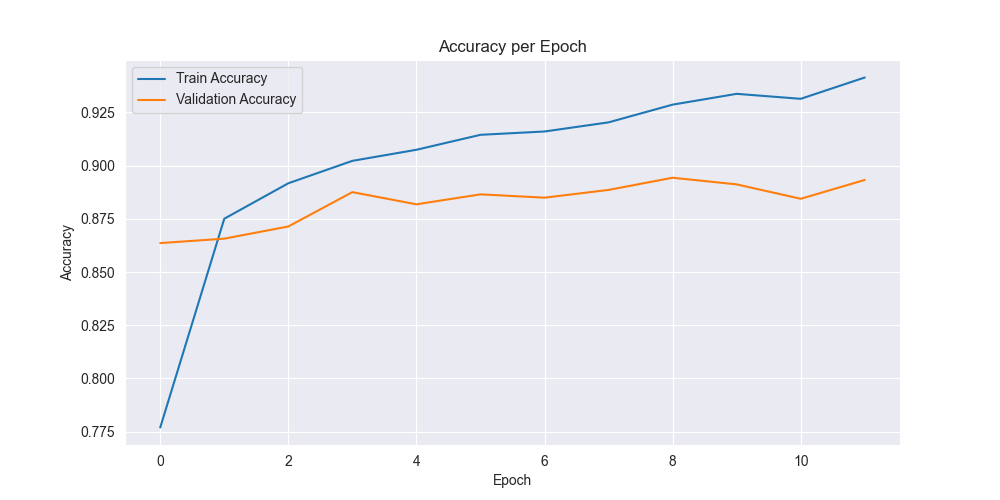 Accuracy per Epoch
Train Accuracy
Validation Accuracy
0.925
0.900
0.875
0.850
0.825
0.800
0.775
Accuracy
0 2 4 6 8 10
Epoch